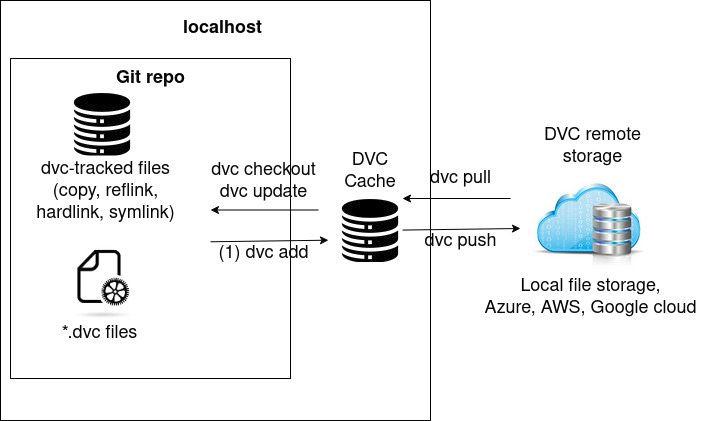 localhost
Git repo
dvc-tracked files
(copy, reflink,
hardlink, symlink)
*.dvc files
dvc checkout
dvc update
(1) dvc add
DVC
Cache
dvc pull
dvc push
DVC remote
storage
Local file storage,
Azure, AWS, Google cloud